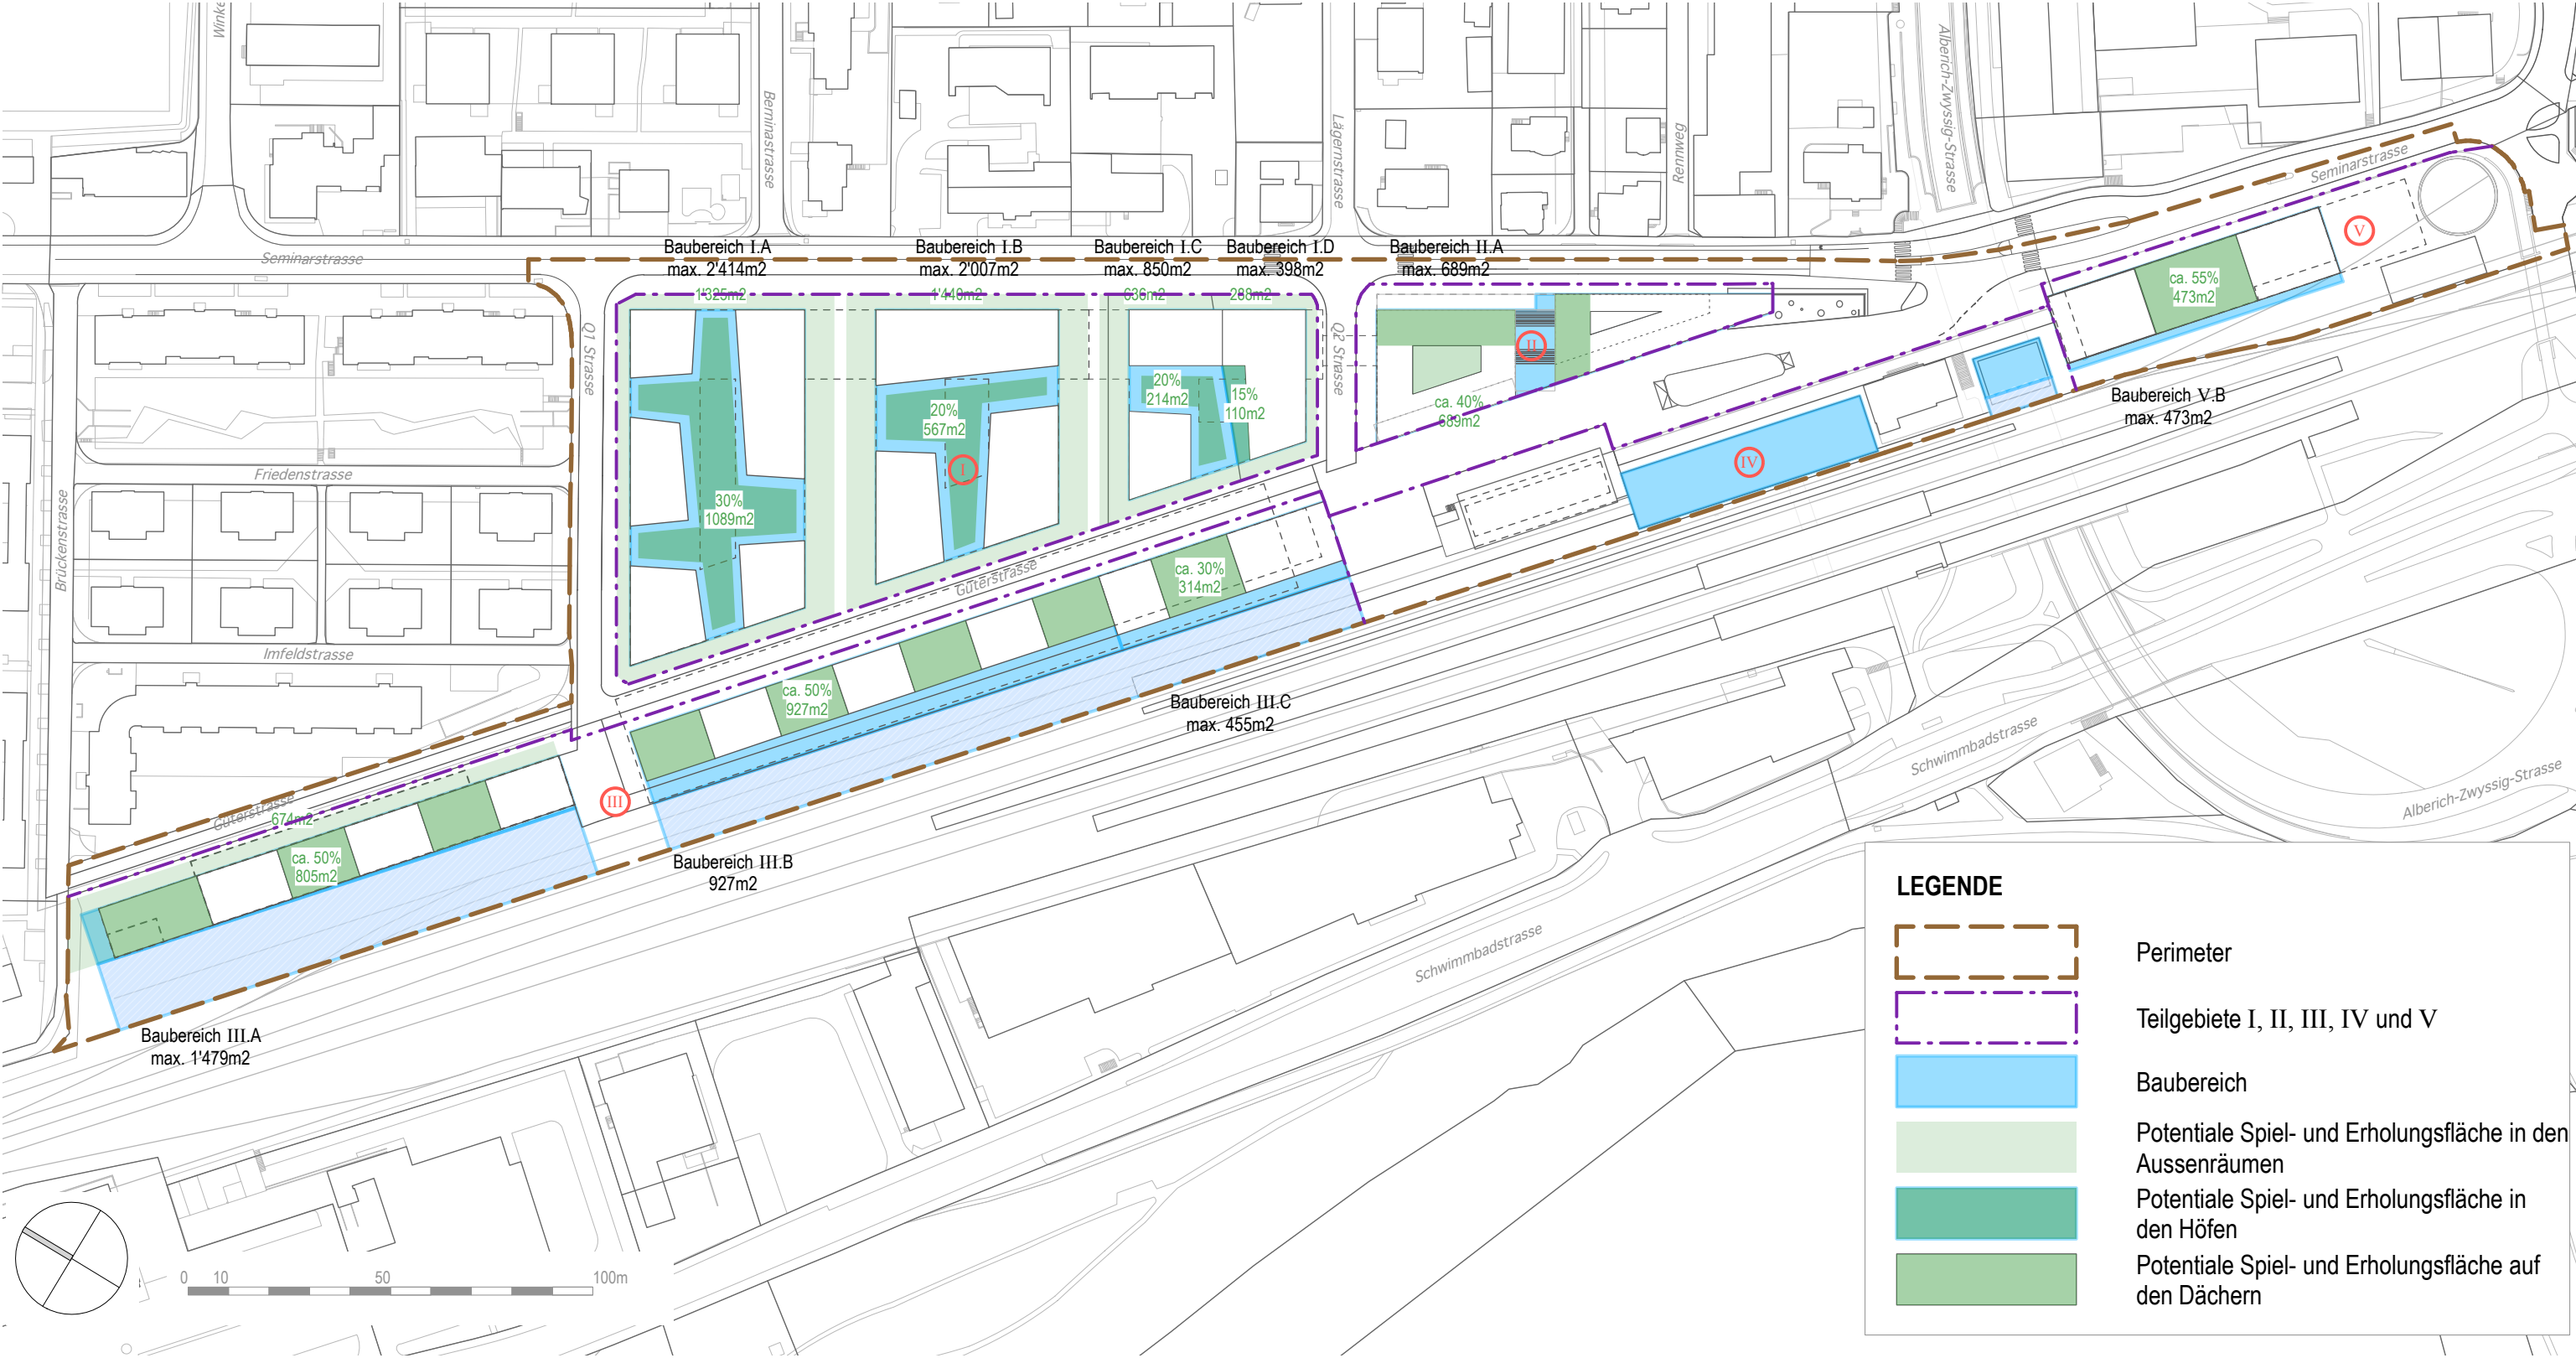 Winke
Berninastrasse
Lägernstrasse
Rennweg
Alberich-Zwyssig-Strasse
Seminarstrasse
Seminarstrasse
Baubereich I.A
max. 2'414m2
Baubereich I.B
max. 2'007m2
Baubereich I.C
max. 850m2
Baubereich I.D
max. 398m2
Baubereich II.A
max. 689m2
1'325m2
1'440m2
636m2
288m2
V
ca. 55%
473m2
Q1 Strasse
Q2 Strasse
II
20%
214m2
15%
110m2
20%
567m2
ca. 40%
689m2
Baubereich V.B
max. 473m2
I
IV
Friedenstrasse
30%
1089m2
Brückenstrasse
Güterstrasse
ca. 30%
314m2
Imfeldstrasse
ca. 50%
927m2
Baubereich III.C
max. 455m2
III
Güterstrasse
674m2
ca. 50%
805m2
Baubereich III.B
927m2
Schwimmbadstrasse
Alberich-Zwyssig-Strasse
Schwimmbadstrasse
Baubereich III.A
max. 1'479m2
LEGENDE
Perimeter
Teilgebiete I, II, III, IV und V
Baubereich
Potentiale Spiel- und Erholungsfläche in den
Aussenräumen
Potentiale Spiel- und Erholungsfläche in
den Höfen
Potentiale Spiel- und Erholungsfläche auf
den Dächern
0 10 50 100m